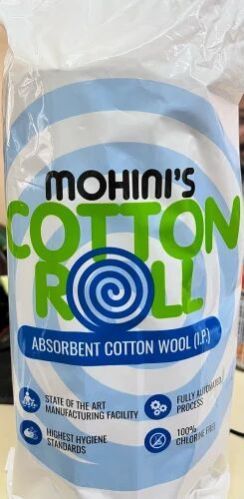 MOHINI'S
COTTON
ROLL
ABSORBENT COTTON WOOL (I.P.)
STATE OF THE ART
MANUFACTURING FACILITY
FULLY AUTOMATED
PROCESS
HIGHEST HYGIENE
STANDARDS
100%
CHLORINE FREE